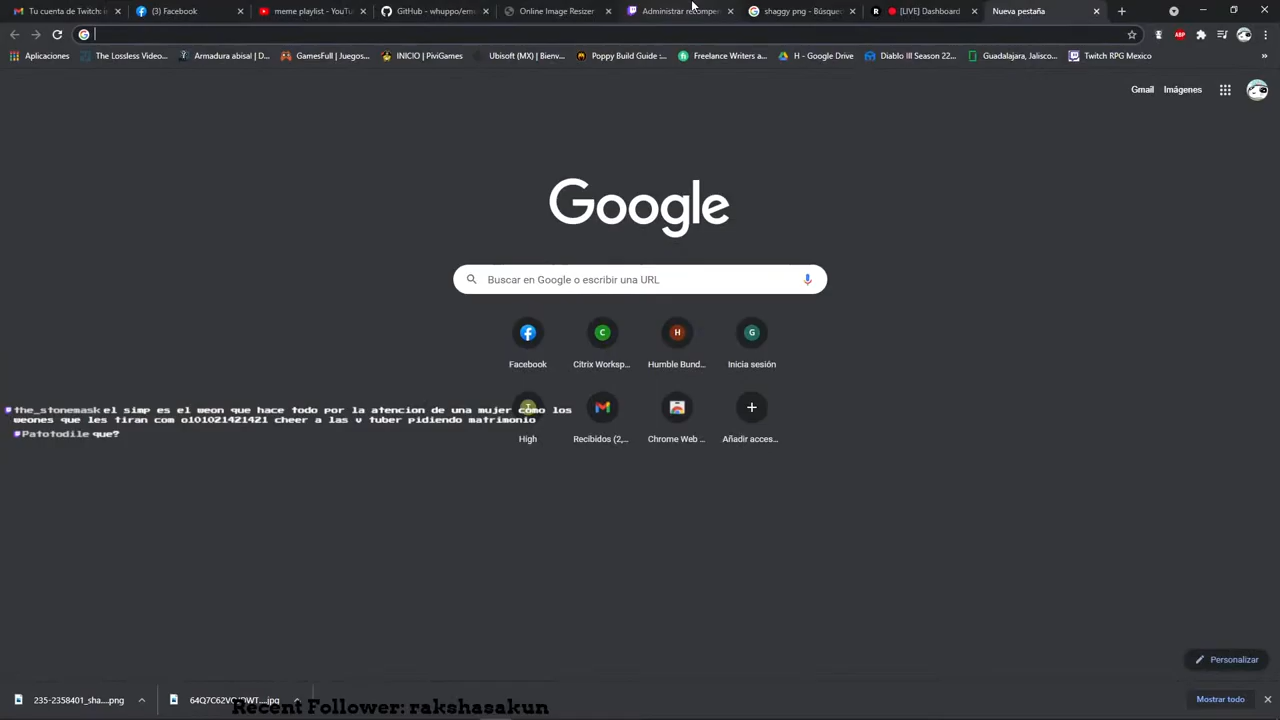 Tu cuenta de Twitch: i
(3) Facebook
meme playlist - YouTu
GitHub - whuppo/em
Online Image Resizer
Administrar recompe
shaggy png - Búsque
[LIVE] Dashboard
Nueva pestaña
Aplicaciones
The Lossless Video...
Armadura abisal | D...
GamesFull | Juegos...
INICIO | PiviGames
Ubisoft (MX) | Bienv...
Poppy Build Guide :...
Freelance Writers a...
H - Google Drive
Diablo III Season 22...
Guadalajara, Jalisco...
Twitch RPG Mexico
»
Gmail
Imágenes
Google
Buscar en Google o escribir una URL
Facebook
Citrix Worksp...
Humble Bund...
Inicia sesión
the_stonemask el simp es el weon que hace todo por la atencion de una mujer como los
weones que les tiran com o101021421421 cheer a las v tuber pidiendo matrimonio
Patotodile que?
High
Recibidos (2,...
Chrome Web ...
Añadir acces...
Personalizar
235-2358401_sha....png
Mostrar todo
Recent Follower: rakshasakun